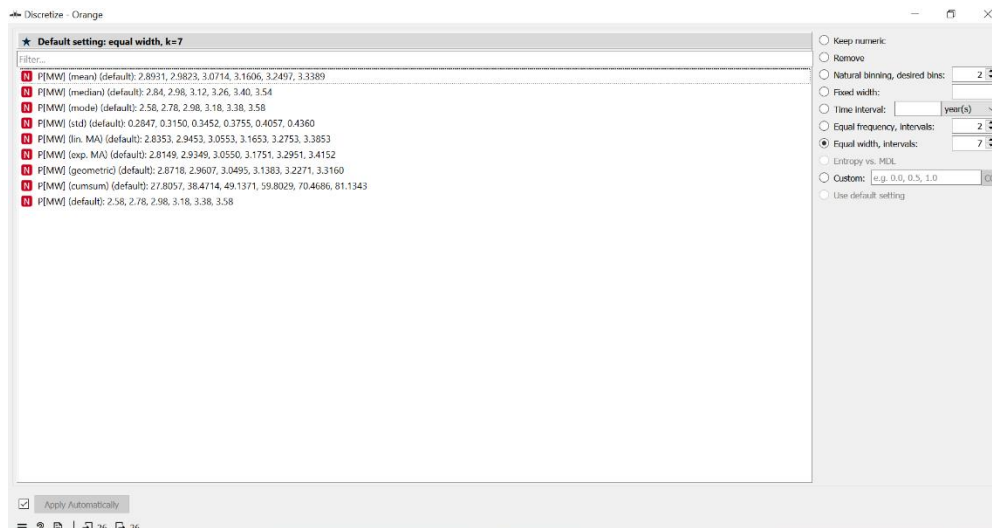 Discretize - Orange
★ Default setting: equal width, k=7
Filter...
N P[MW] (mean) (default): 2.8931, 2.9823, 3.0714, 3.1606, 3.2497, 3.3389
N P[MW] (median) (default): 2.84, 2.98, 3.12, 3.26, 3.40, 3.54
N P[MW] (mode) (default): 2.58, 2.78, 2.98, 3.18, 3.38, 3.58
N P[MW] (std) (default): 0.2847, 0.3150, 0.3452, 0.3755, 0.4057, 0.4360
N P[MW] (lin. MA) (default): 2.8353, 2.9453, 3.0553, 3.1653, 3.2753, 3.3853
N P[MW] (exp. MA) (default): 2.8149, 2.9349, 3.0550, 3.1751, 3.2951, 3.4152
N P[MW] (geometric) (default): 2.8718, 2.9607, 3.0495, 3.1383, 3.2271, 3.3160
N P[MW] (cumsum) (default): 27.8057, 38.4714, 49.1371, 59.8029, 70.4686, 81.1343
N P[MW] (default): 2.58, 2.78, 2.98, 3.18, 3.38, 3.58
Keep numeric
Remove
Natural binning, desired bins: 2
Fixed width:
Time interval: year(s)
Equal frequency, intervals: 2
Equal width, intervals: 7
Entropy vs. MDL
Custom: e.g. 0.0, 0.5, 1.0
Use default setting
Apply Automatically
26 26